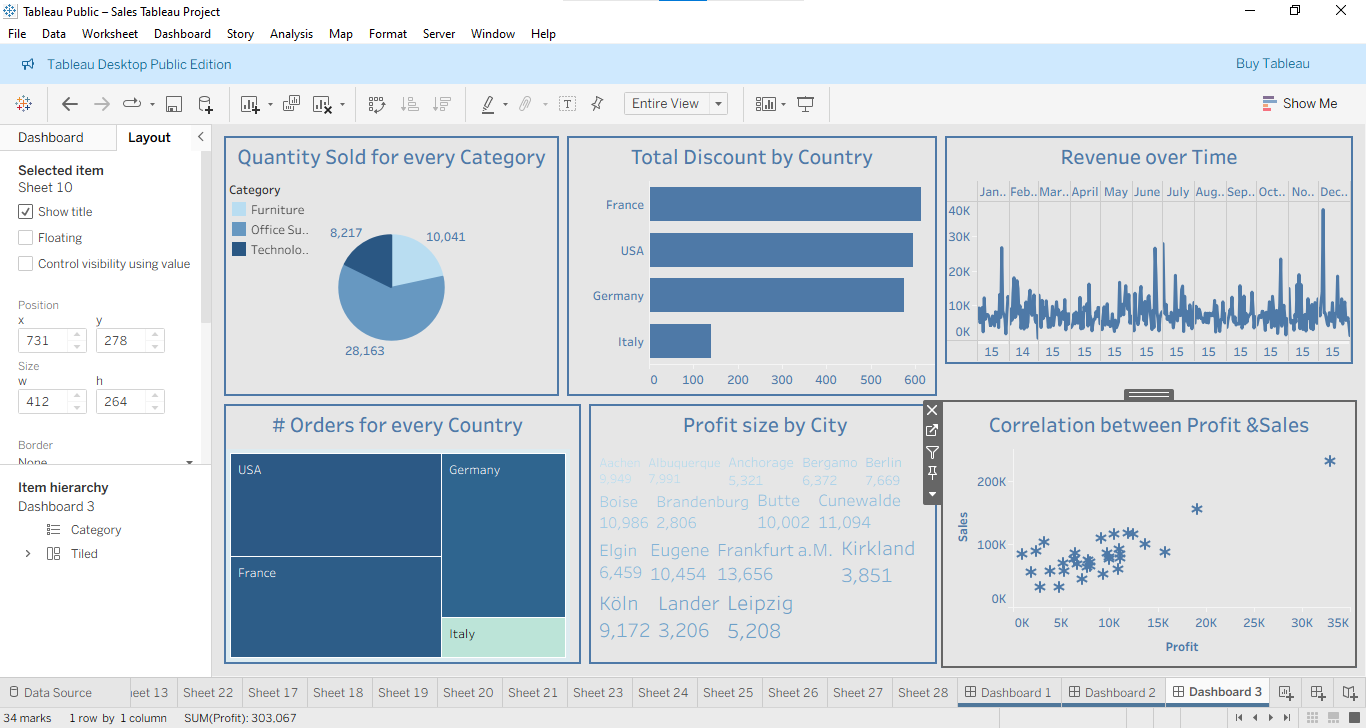 Tableau Public – Sales Tableau Project
File Data Worksheet Dashboard Story Analysis Map Format Server Window Help
Tableau Desktop Public Edition
Buy Tableau
Entire View
Show Me
Dashboard
Layout
Selected item
Sheet 10
Show title
Floating
Control visibility using value
Position
x
y
731
278
Size
w
h
412
264
Border
None
Item hierarchy
Dashboard 3
Category
Tiled
Quantity Sold for every Category
Category
Furniture
Office Su..
Technolo..
8,217
10,041
28,163
Total Discount by Country
France
USA
Germany
Italy
0 100 200 300 400 500 600
Revenue over Time
Jan.. Feb.. Mar.. April May June July Aug.. Sep.. Oct.. No... Dec..
40K
30K
20K
10K
0K
15 14 15 15 15 15 15 15 15 15 15 15
# Orders for every Country
USA
Germany
France
Italy
Profit size by City
Aachen Albuquerque Anchorage Bergamo Berlin
9,949 7,991 5,321 6,372 7,669
Boise Brandenburg Butte Cunewalde
10,986 2,806 10,002 11,094
Elgin Eugene Frankfurt a.M. Kirkland
6,459 10,454 13,656 3,851
Köln Lander Leipzig
9,172 3,206 5,208
Correlation between Profit &Sales
Sales
200K
100K
0K
0K 5K 10K 15K 20K 25K 30K 35K
Profit
Data Source
eet 13 Sheet 22 Sheet 17 Sheet 18 Sheet 19 Sheet 20 Sheet 21 Sheet 23 Sheet 24 Sheet 25 Sheet 26 Sheet 27 Sheet 28 Dashboard 1 Dashboard 2 Dashboard 3
34 marks 1 row by 1 column SUM(Profit): 303,067